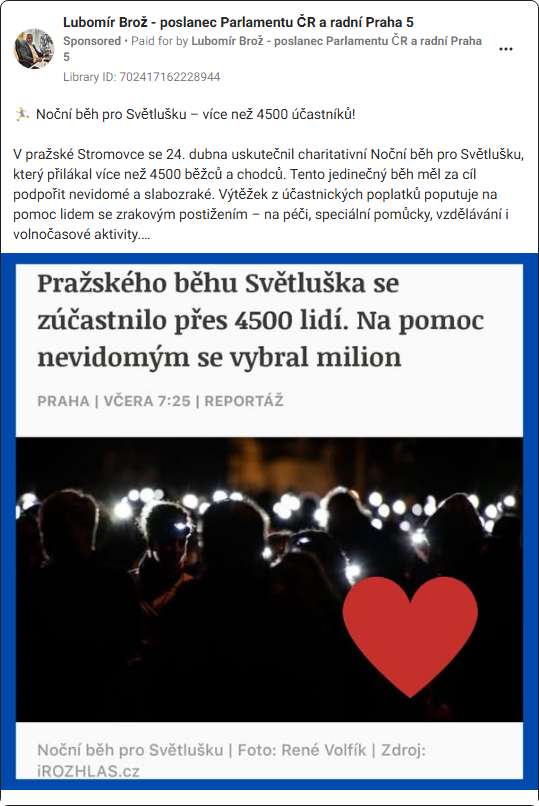 Lubomír Brož - poslanec Parlamentu ČR a radní Praha 5
Sponsored • Paid for by Lubomír Brož - poslanec Parlamentu ČR a radní Praha
5
Library ID: 702417162228944
Noční běh pro Světlušku – více než 4500 účastníků!
V pražské Stromovce se 24. dubna uskutečnil charitativní Noční běh pro Světlušku,
který přilákal více než 4500 běžců a chodců. Tento jedinečný běh měl za cíl
podpořit nevidomé a slabozraké. Výtěžek z účastnických poplatků poputuje na
pomoc lidem se zrakovým postižením – na péči, speciální pomůcky, vzdělávání i
volnočasové aktivity....
Pražského běhu Světluška se
zúčastnilo přes 4500 lidí. Na pomoc
nevidomým se vybral milion
PRAHA | VČERA 7:25 | REPORTÁŽ
Noční běh pro Světlušku | Foto: René Volfík | Zdroj:
iROZHLAS.cz